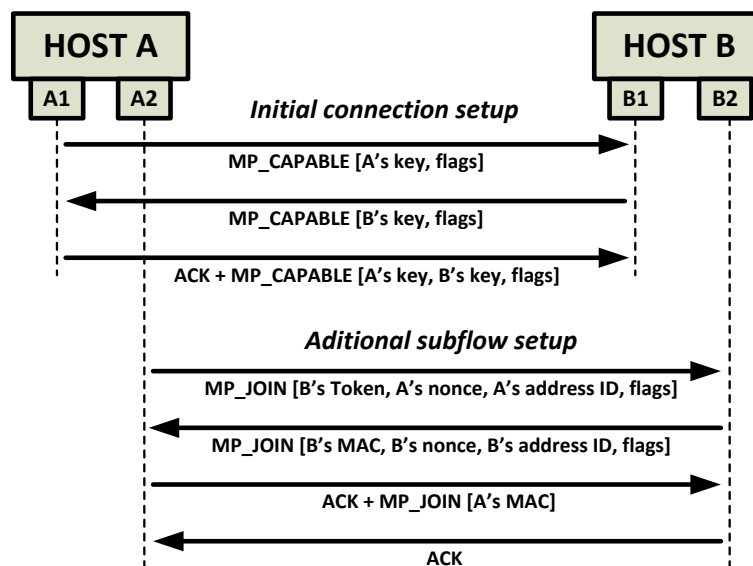 HOST A
HOST B
A1
A2
B1
B2
Initial connection setup
MP_CAPABLE [A's key, flags]
MP_CAPABLE [B's key, flags]
ACK + MP_CAPABLE [A's key, B's key, flags]
Aditional subflow setup
MP_JOIN [B's Token, A's nonce, A's address ID, flags]
MP_JOIN [B's MAC, B's nonce, B's address ID, flags]
ACK + MP_JOIN [A's MAC]
ACK